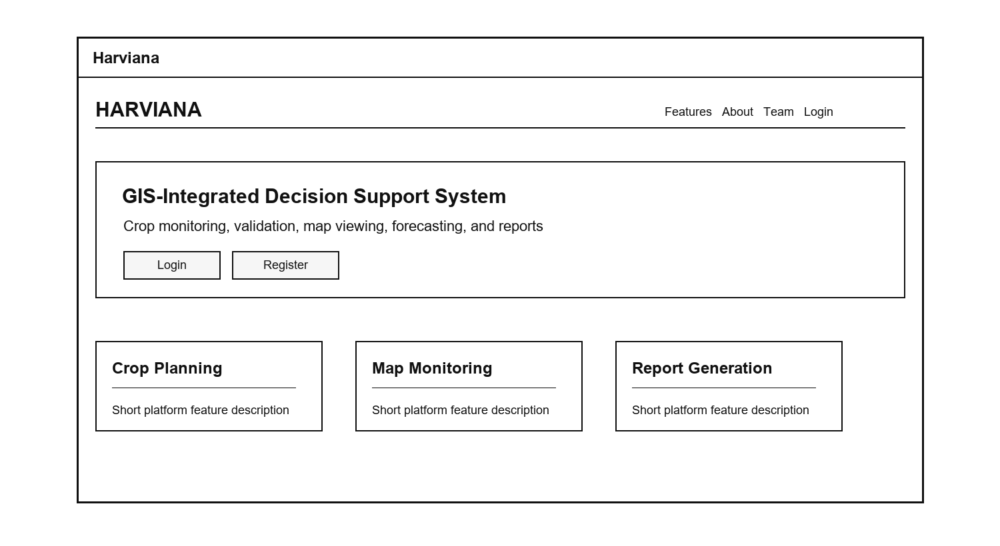 Harviana
HARVIANA
Features About Team Login
GIS-Integrated Decision Support System
Crop monitoring, validation, map viewing, forecasting, and reports
Login Register
Crop Planning
Short platform feature description
Map Monitoring
Short platform feature description
Report Generation
Short platform feature description